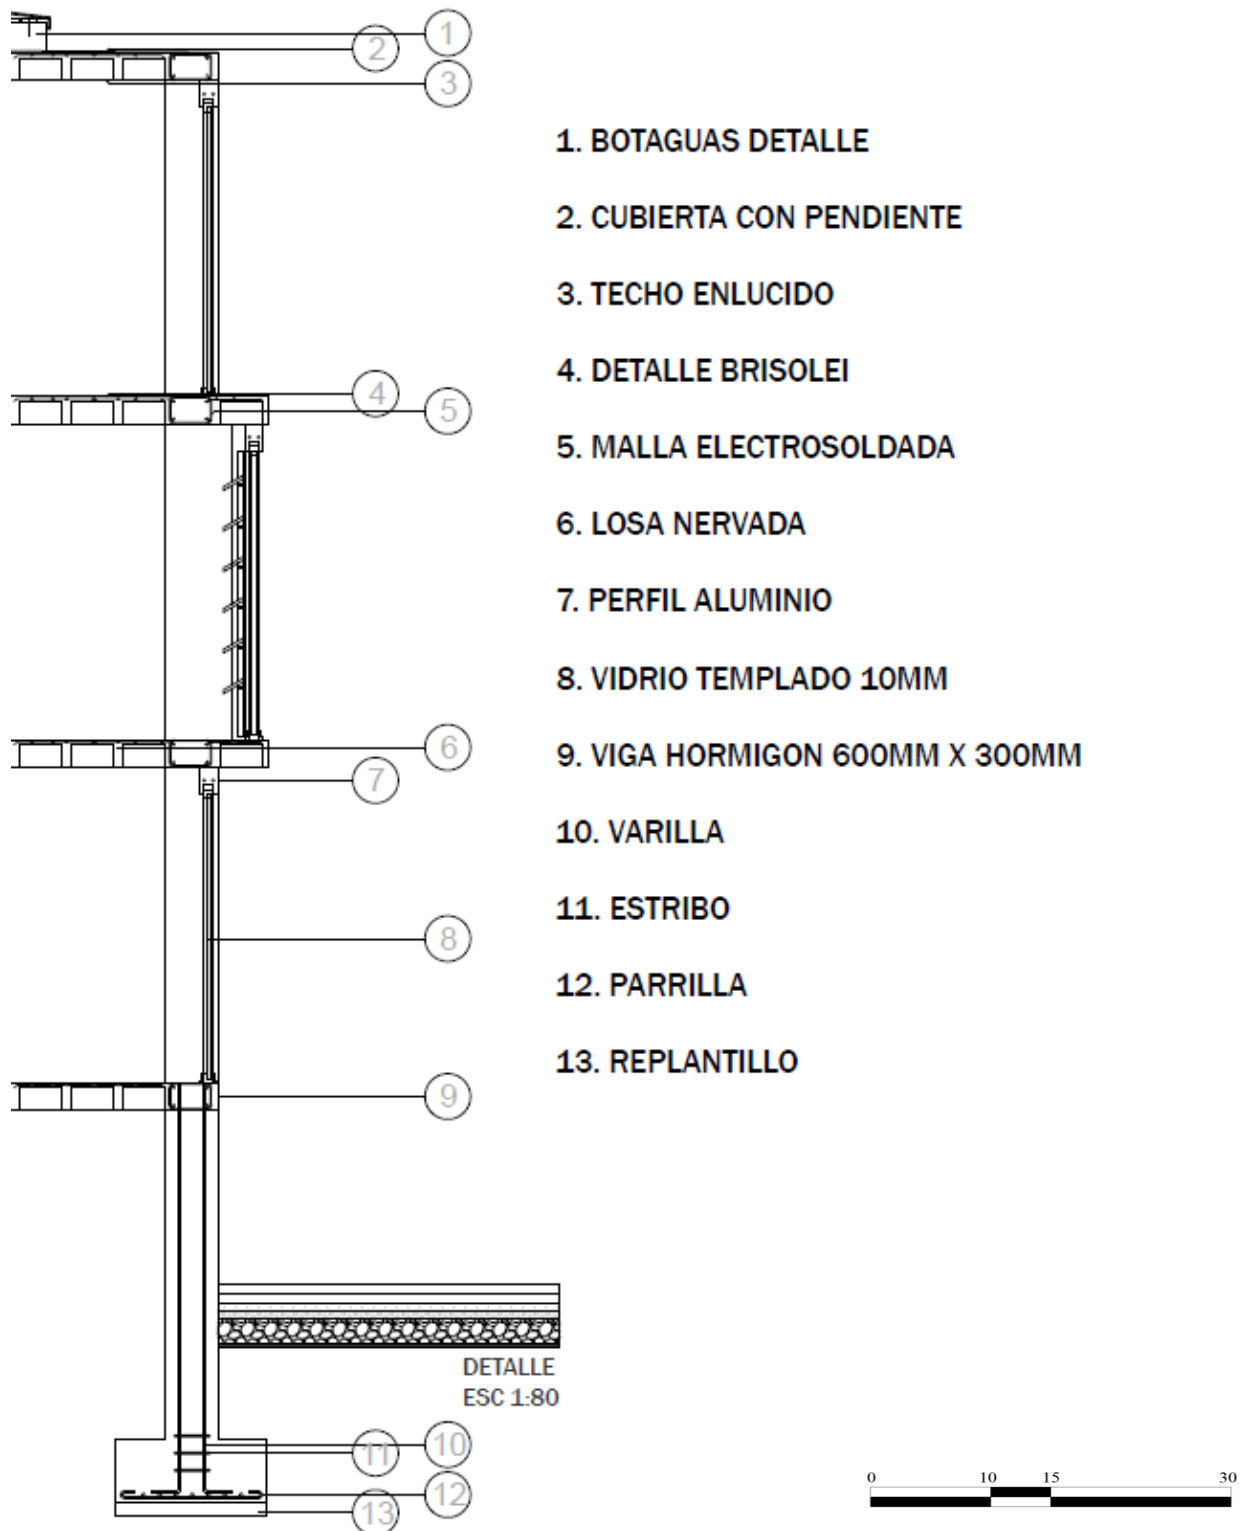 1
2
3
1. BOTAGUAS DETALLE
2. CUBIERTA CON PENDIENTE
3. TECHO ENLUCIDO
4. DETALLE BRISOLEI
4
5
5. MALLA ELECTROSOLDADA
6. LOSA NERVADA
7. PERFIL ALUMINIO
8. VIDRIO TEMPLADO 10MM
6
9. VIGA HORMIGON 600MM X 300MM
7
10. VARILLA
11. ESTRIBO
8
12. PARRILLA
13. REPLANTILLO
9
DETALLE
ESC 1:80
10
11
12
13
0 10 15 30